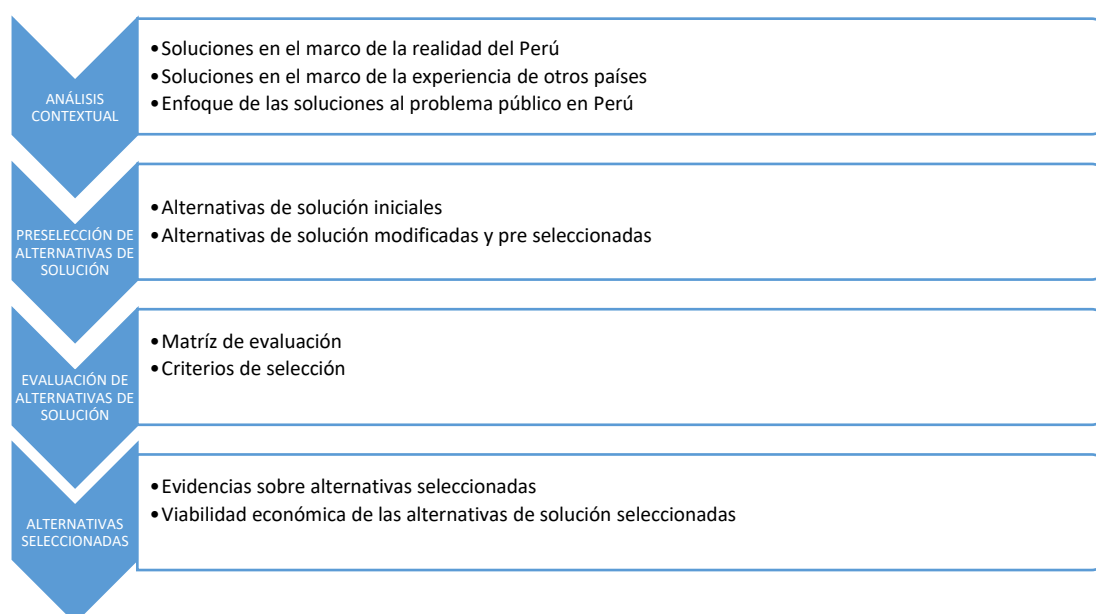 ANÁLISIS
CONTEXTUAL
•Soluciones en el marco de la realidad del Perú
•Soluciones en el marco de la experiencia de otros países
•Enfoque de las soluciones al problema público en Perú
PRESELECCIÓN DE
ALTERNATIVAS DE
SOLUCIÓN
•Alternativas de solución iniciales
•Alternativas de solución modificadas y pre seleccionadas
EVALUACIÓN DE
ALTERNATIVAS DE
SOLUCIÓN
•Matríz de evaluación
•Criterios de selección
ALTERNATIVAS
SELECCIONADAS
•Evidencias sobre alternativas seleccionadas
•Viabilidad económica de las alternativas de solución seleccionadas